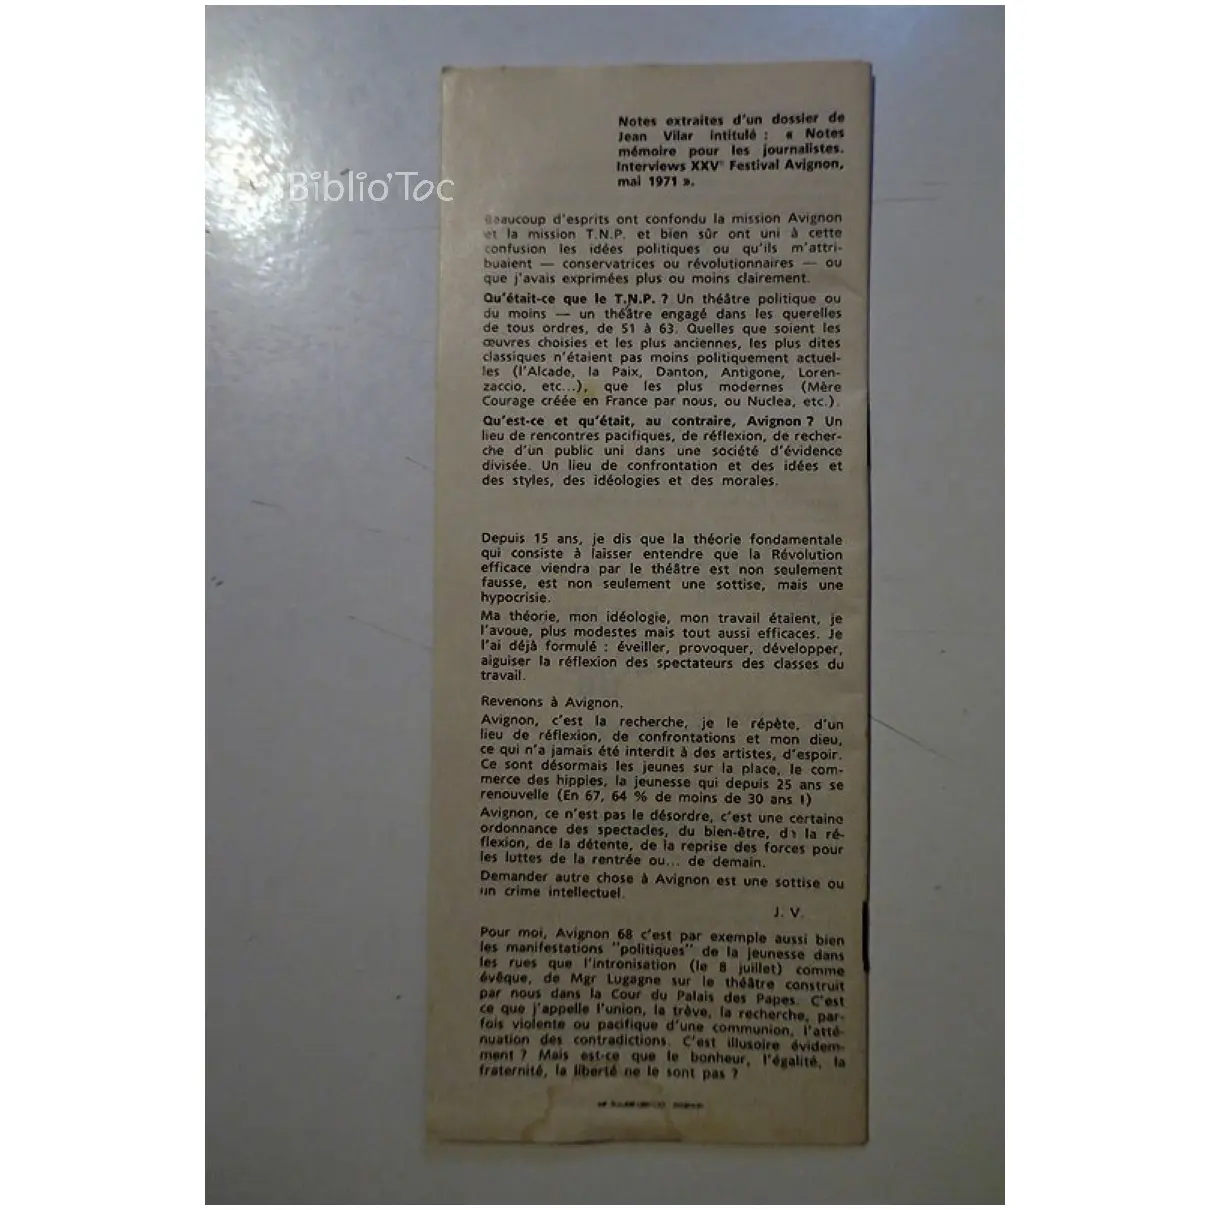 Biblio'Toc
Notes extraites d'un dossier de
Jean Vilar intitulé : « Notes
mémoire pour les journalistes.
Interviews XXV° Festival Avignon,
mai 1971 ».
Beaucoup d'esprits ont confondu la mission Avignon
et la mission T.N.P. et bien sûr ont uni à cette
confusion les idées politiques ou qu'ils m'attri-
buaient — conservatrices ou révolutionnaires — ou
que j'avais exprimées plus ou moins clairement.
Qu'était-ce que le T.N.P. ? Un théâtre politique ou
du moins — un théâtre engagé dans les querelles
de tous ordres, de 51 à 63. Quelles que soient les
œuvres choisies et les plus anciennes, les plus dites
classiques n'étaient pas moins politiquement actuel-
les (l'Alcade, la Paix, Danton, Antigone, Loren-
zaccio, etc...), que les plus modernes (Mère
Courage créée en France par nous, ou Nuclea, etc.).
Qu'est-ce et qu'était, au contraire, Avignon ? Un
lieu de rencontres pacifiques, de réflexion, de recher-
che d'un public uni dans une société d'évidence
divisée. Un lieu de confrontation et des idées et
des styles, des idéologies et des morales.
Depuis 15 ans, je dis que la théorie fondamentale
qui consiste à laisser entendre que la Révolution
efficace viendra par le théâtre est non seulement
fausse, est non seulement une sottise, mais une
hypocrisie.
Ma théorie, mon idéologie, mon travail étaient, je
l'avoue, plus modestes mais tout aussi efficaces. Je
l'ai déjà formulé : éveiller, provoquer, développer,
aiguiser la réflexion des spectateurs des classes du
travail.
Revenons à Avignon.
Avignon, c'est la recherche, je le répète, d'un
lieu de réflexion, de confrontations et mon dieu,
ce qui n'a jamais été interdit à des artistes, d'espoir.
Ce sont désormais les jeunes sur la place, le com-
merce des hippies, la jeunesse qui depuis 25 ans se
renouvelle (En 67, 64 % de moins de 30 ans !)
Avignon, ce n'est pas le désordre, c'est une certaine
ordonnance des spectacles, du bien-être, de la ré-
flexion, de la détente, de la reprise des forces pour
les luttes de la rentrée ou... de demain.
Demander autre chose à Avignon est une sottise ou
un crime intellectuel.
J. V.
Pour moi, Avignon 68 c'est par exemple aussi bien
les manifestations "politiques" de la jeunesse dans
les rues que l'intronisation (le 8 juillet) comme
évêque, de Mgr Lugagne sur le théâtre construit
par nous dans la Cour du Palais des Papes. C'est
ce que j'appelle l'union, la trêve, la recherche, par-
fois violente ou pacifique d'une communion, l'atté-
nuation des contradictions. C'est illusoire évidem-
ment ? Mais est-ce que le bonheur, l'égalité, la
fraternité, la liberté ne le sont pas ?